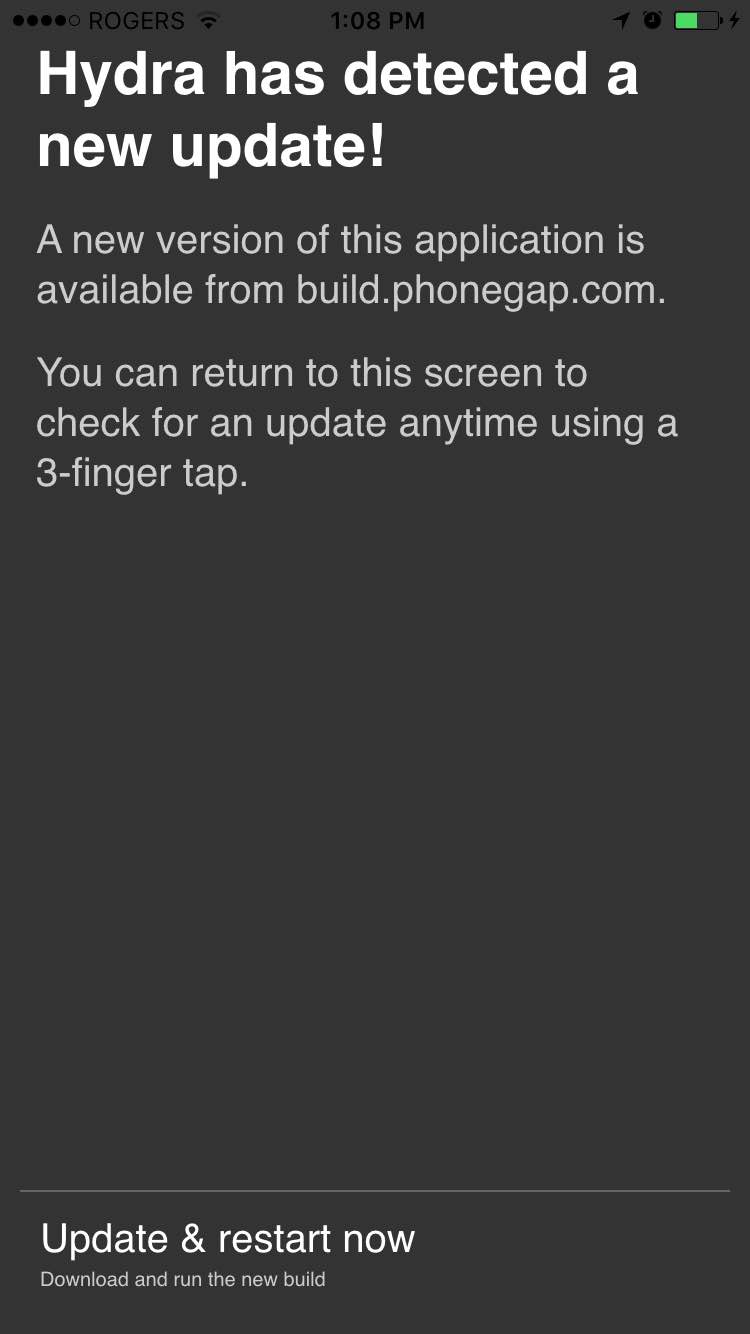 ROGERS 1:08 PM
Hydra has detected a
new update!
A new version of this application is
available from build.phonegap.com.
You can return to this screen to
check for an update anytime using a
3-finger tap.
Update & restart now
Download and run the new build